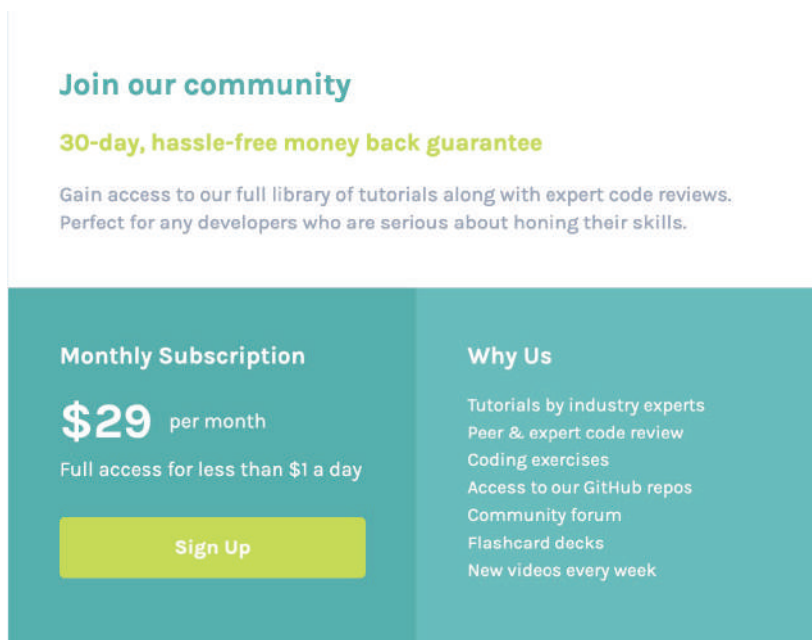 Join our community
30-day, hassle-free money back guarantee
Gain access to our full library of tutorials along with expert code reviews.
Perfect for any developers who are serious about honing their skills.
Monthly Subscription
$29 per month
Full access for less than $1 a day
Sign Up
Why Us
Tutorials by industry experts
Peer & expert code review
Coding exercises
Access to our GitHub repos
Community forum
Flashcard decks
New videos every week